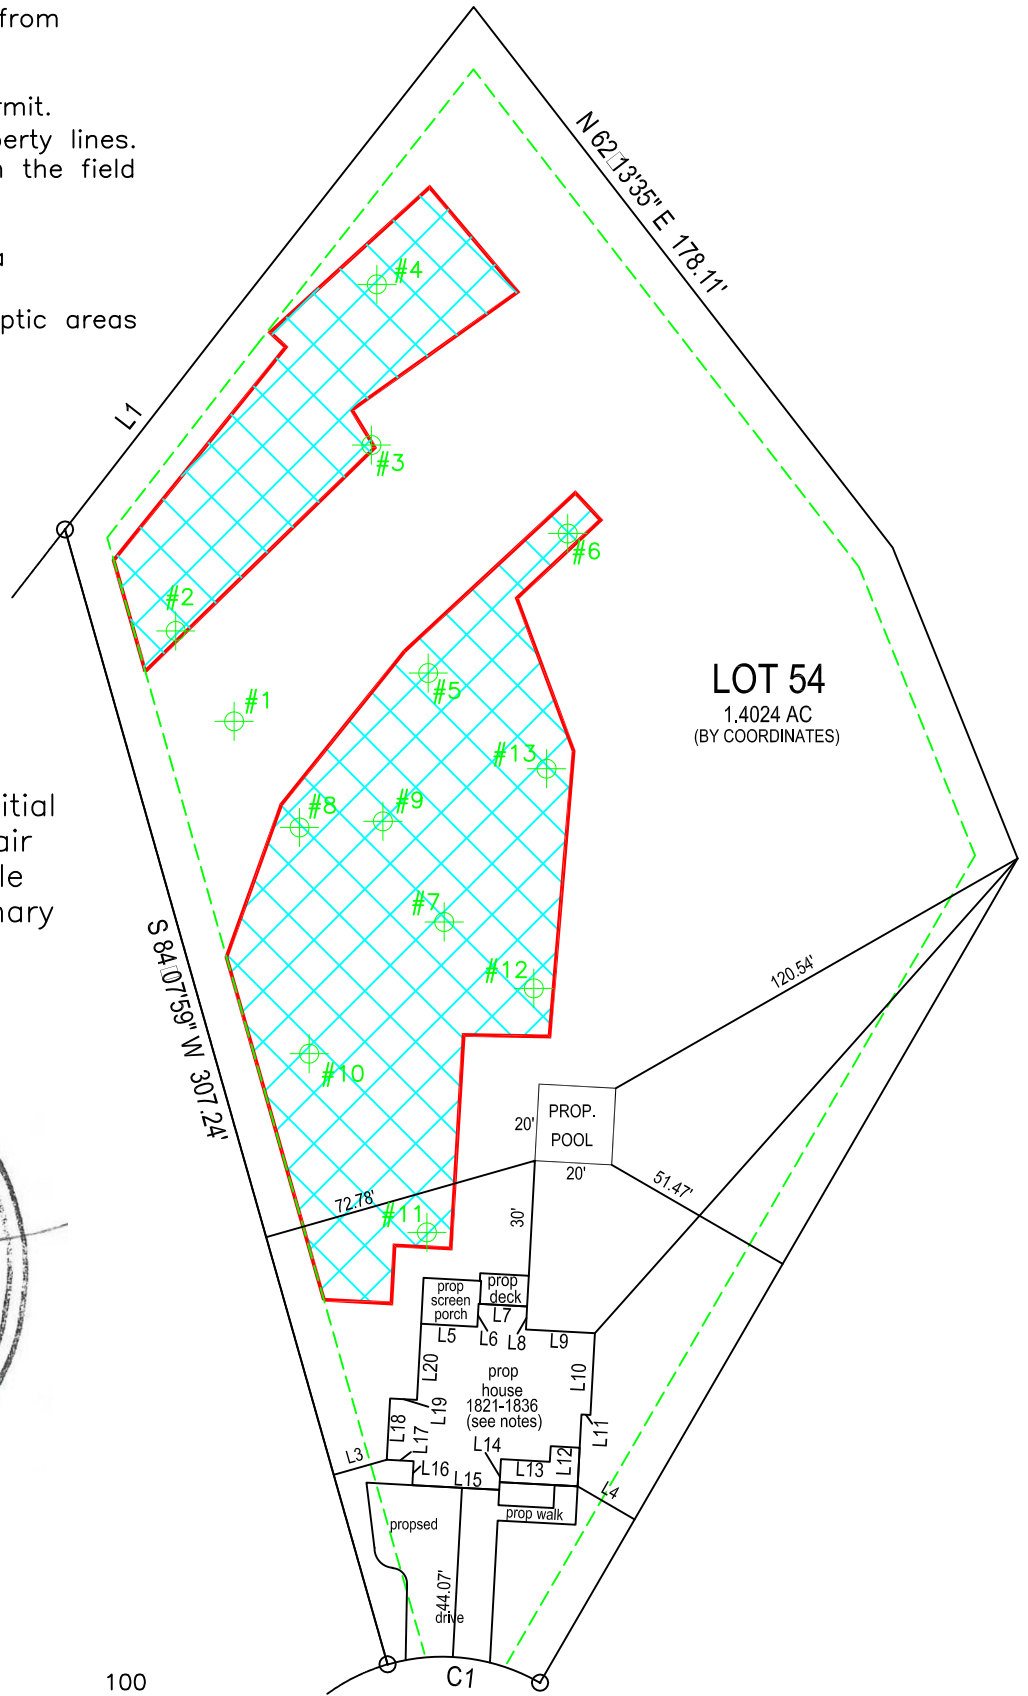 from
rmit.
perty lines.
n the field
a
ptic areas
N 62□13'35" E 178.11'
L1
#4
#3
#2
#1
#6
#5
#13
#8
#9
#7
#12
#10
#11
LOT 54
1.4024 AC
(BY COORDINATES)
itial
air
le
nary
S 84□07'59" W 307.24'
120.54'
PROP.
POOL
20'
20'
51.47'
72.78'
30'
prop
screen
porch
prop
deck
L7
L5
L6
L8
L9
L20
L10
prop
house
1821-1836
(see notes)
L19
L18
L17
L11
L14
L12
L3
L16
L15
L13
L4
prop walk
propsed
44.07'
drive
C1
100